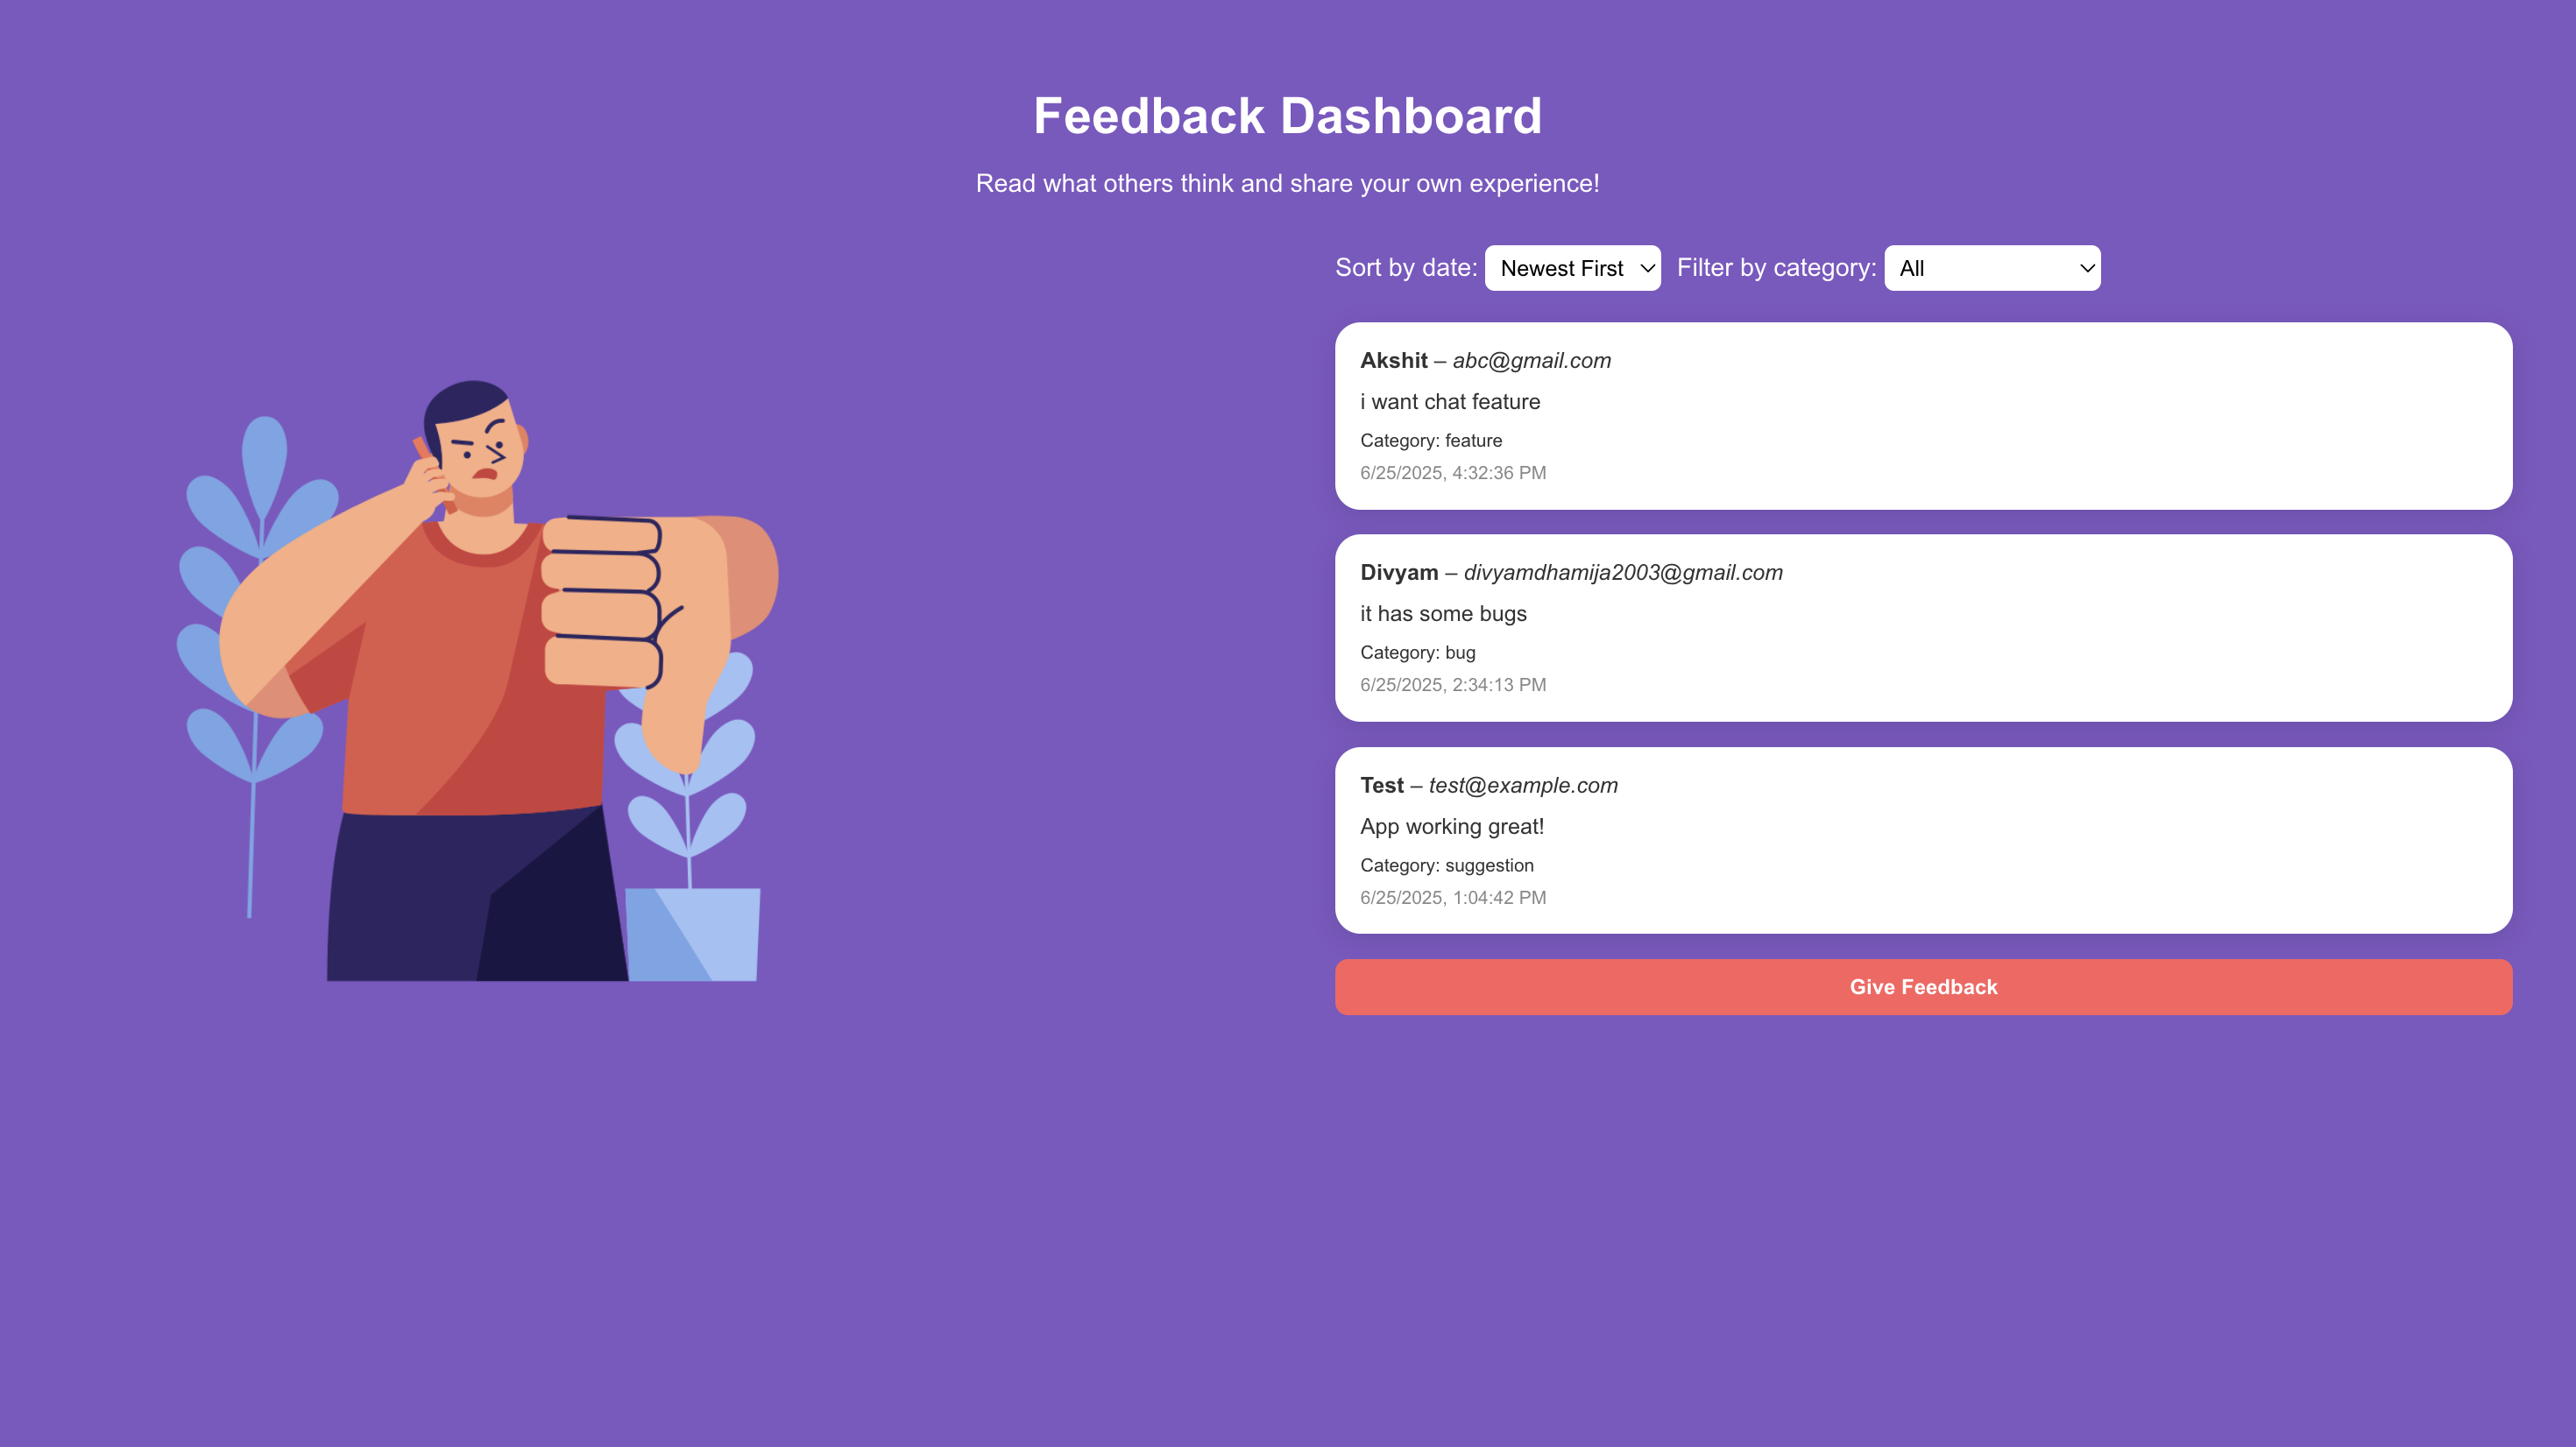 Feedback Dashboard
Read what others think and share your own experience!
Sort by date: Newest First Filter by category: All
Akshit – abc@gmail.com
i want chat feature
Category: feature
6/25/2025, 4:32:36 PM
Divyam – divyamdhamija2003@gmail.com
it has some bugs
Category: bug
6/25/2025, 2:34:13 PM
Test – test@example.com
App working great!
Category: suggestion
6/25/2025, 1:04:42 PM
Give Feedback